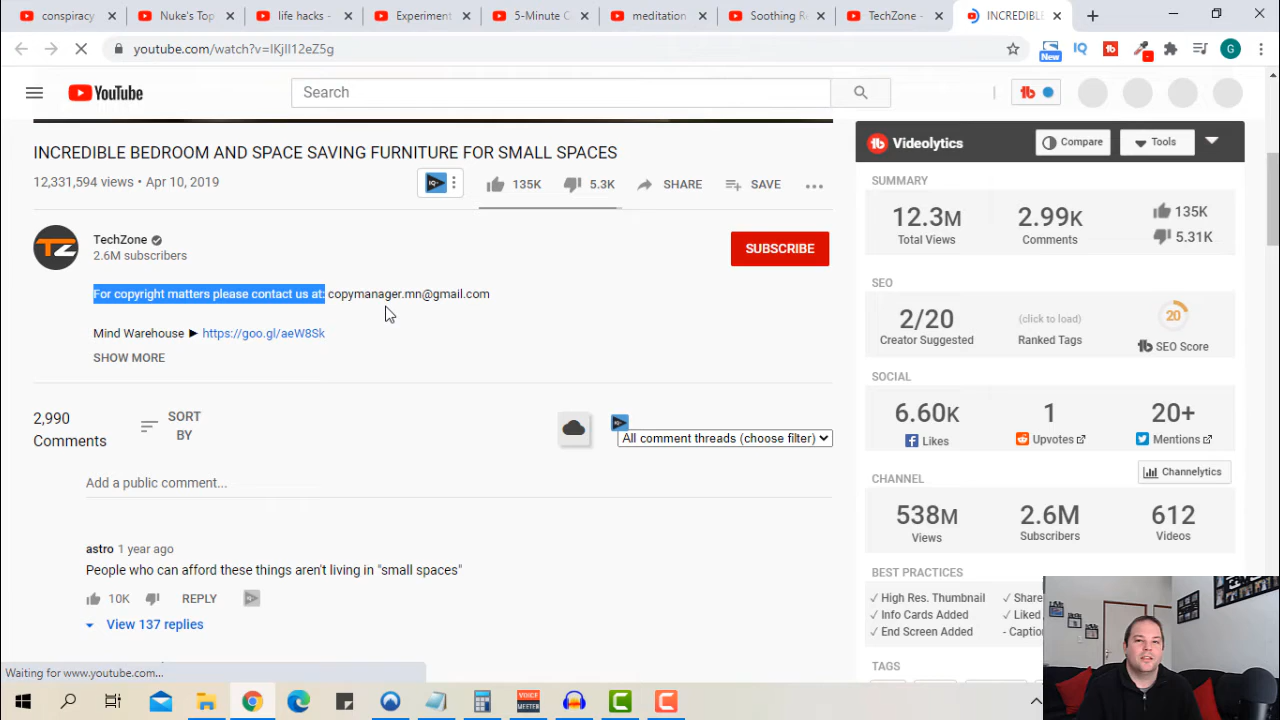 conspiracy
Nuke's Top
life hacks -
Experiment
5-Minute C
meditation
Soothing R
TechZone -
INCREDIBLE
youtube.com/watch?v=IKjII12eZ5g
New
IQ
YouTube
Search
INCREDIBLE BEDROOM AND SPACE SAVING FURNITURE FOR SMALL SPACES
12,331,594 views • Apr 10, 2019
135K
5.3K
SHARE
SAVE
TechZone
2.6M subscribers
SUBSCRIBE
For copyright matters please contact us at: copymanager.mn@gmail.com
Mind Warehouse ► https://goo.gl/aeW8Sk
SHOW MORE
2,990
Comments
SORT
BY
All comment threads (choose filter)
Add a public comment...
astro 1 year ago
People who can afford these things aren't living in "small spaces"
10K
REPLY
View 137 replies
Videolytics
Compare
Tools
SUMMARY
12.3M
Total Views
2.99K
Comments
135K
5.31K
SEO
2/20
Creator Suggested
(click to load)
Ranked Tags
20
SEO Score
SOCIAL
6.60K
Likes
1
Upvotes
20+
Mentions
CHANNEL
Channelytics
538M
Views
2.6M
Subscribers
612
Videos
BEST PRACTICES
✓ High Res. Thumbnail
✓ Share
✓ Info Cards Added
✓ Liked
✓ End Screen Added
- Caption
TAGS
Waiting for www.youtube.com...
VOICE
MEETER